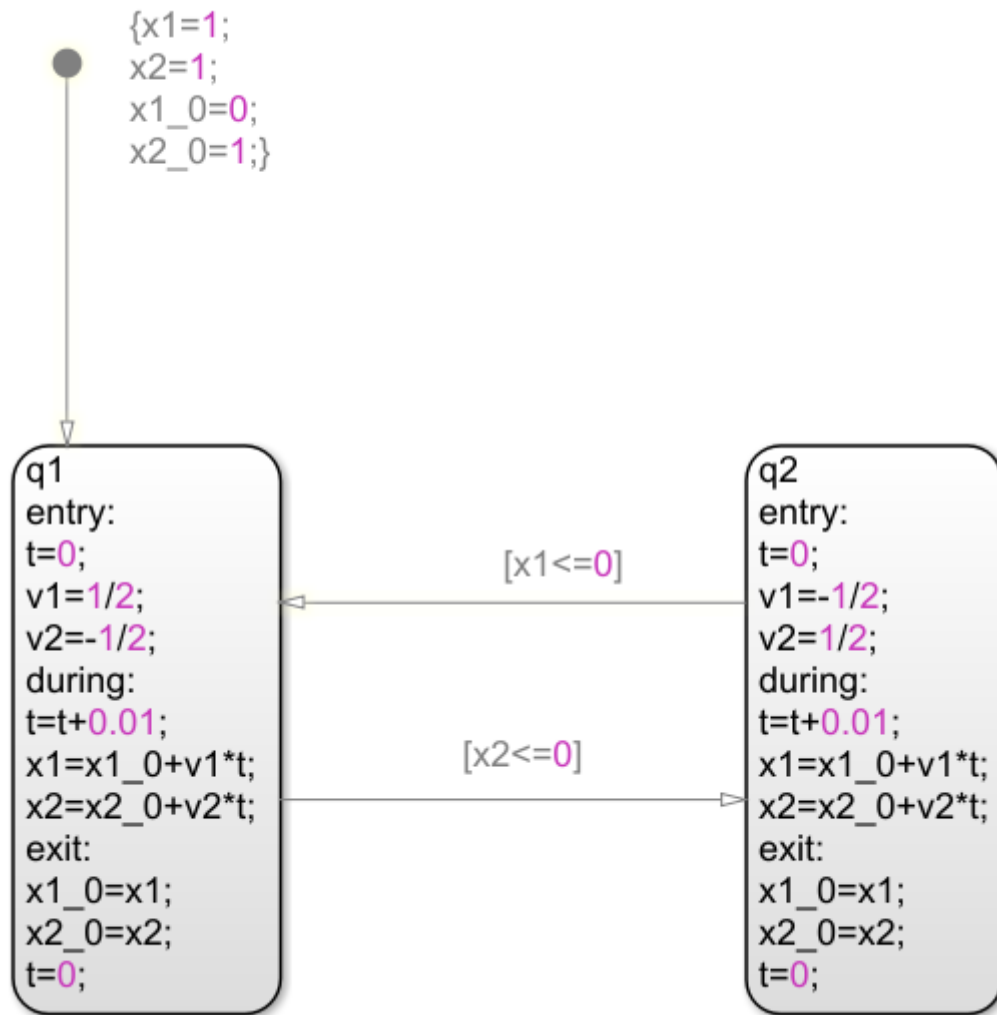 {x1=1;
x2=1;
x1_0=0;
x2_0=1;}
q1
entry:
t=0;
v1=1/2;
v2=-1/2;
during:
t=t+0.01;
x1=x1_0+v1*t;
x2=x2_0+v2*t;
exit:
x1_0=x1;
x2_0=x2;
t=0;
[x1<=0]
[x2<=0]
q2
entry:
t=0;
v1=-1/2;
v2=1/2;
during:
t=t+0.01;
x1=x1_0+v1*t;
x2=x2_0+v2*t;
exit:
x1_0=x1;
x2_0=x2;
t=0;